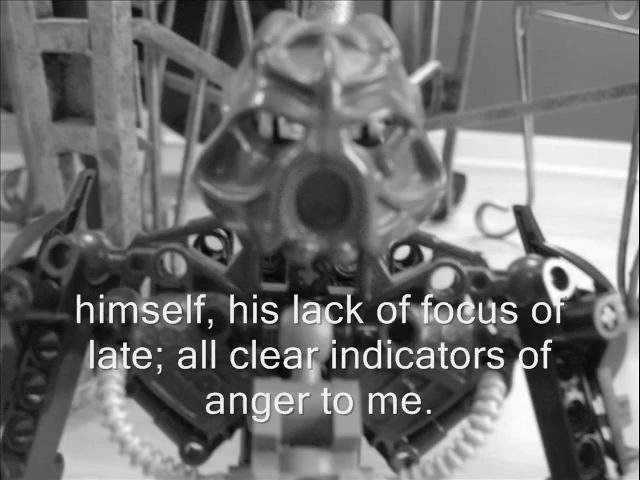 himself, his lack of focus of
late; all clear indicators of
anger to me.